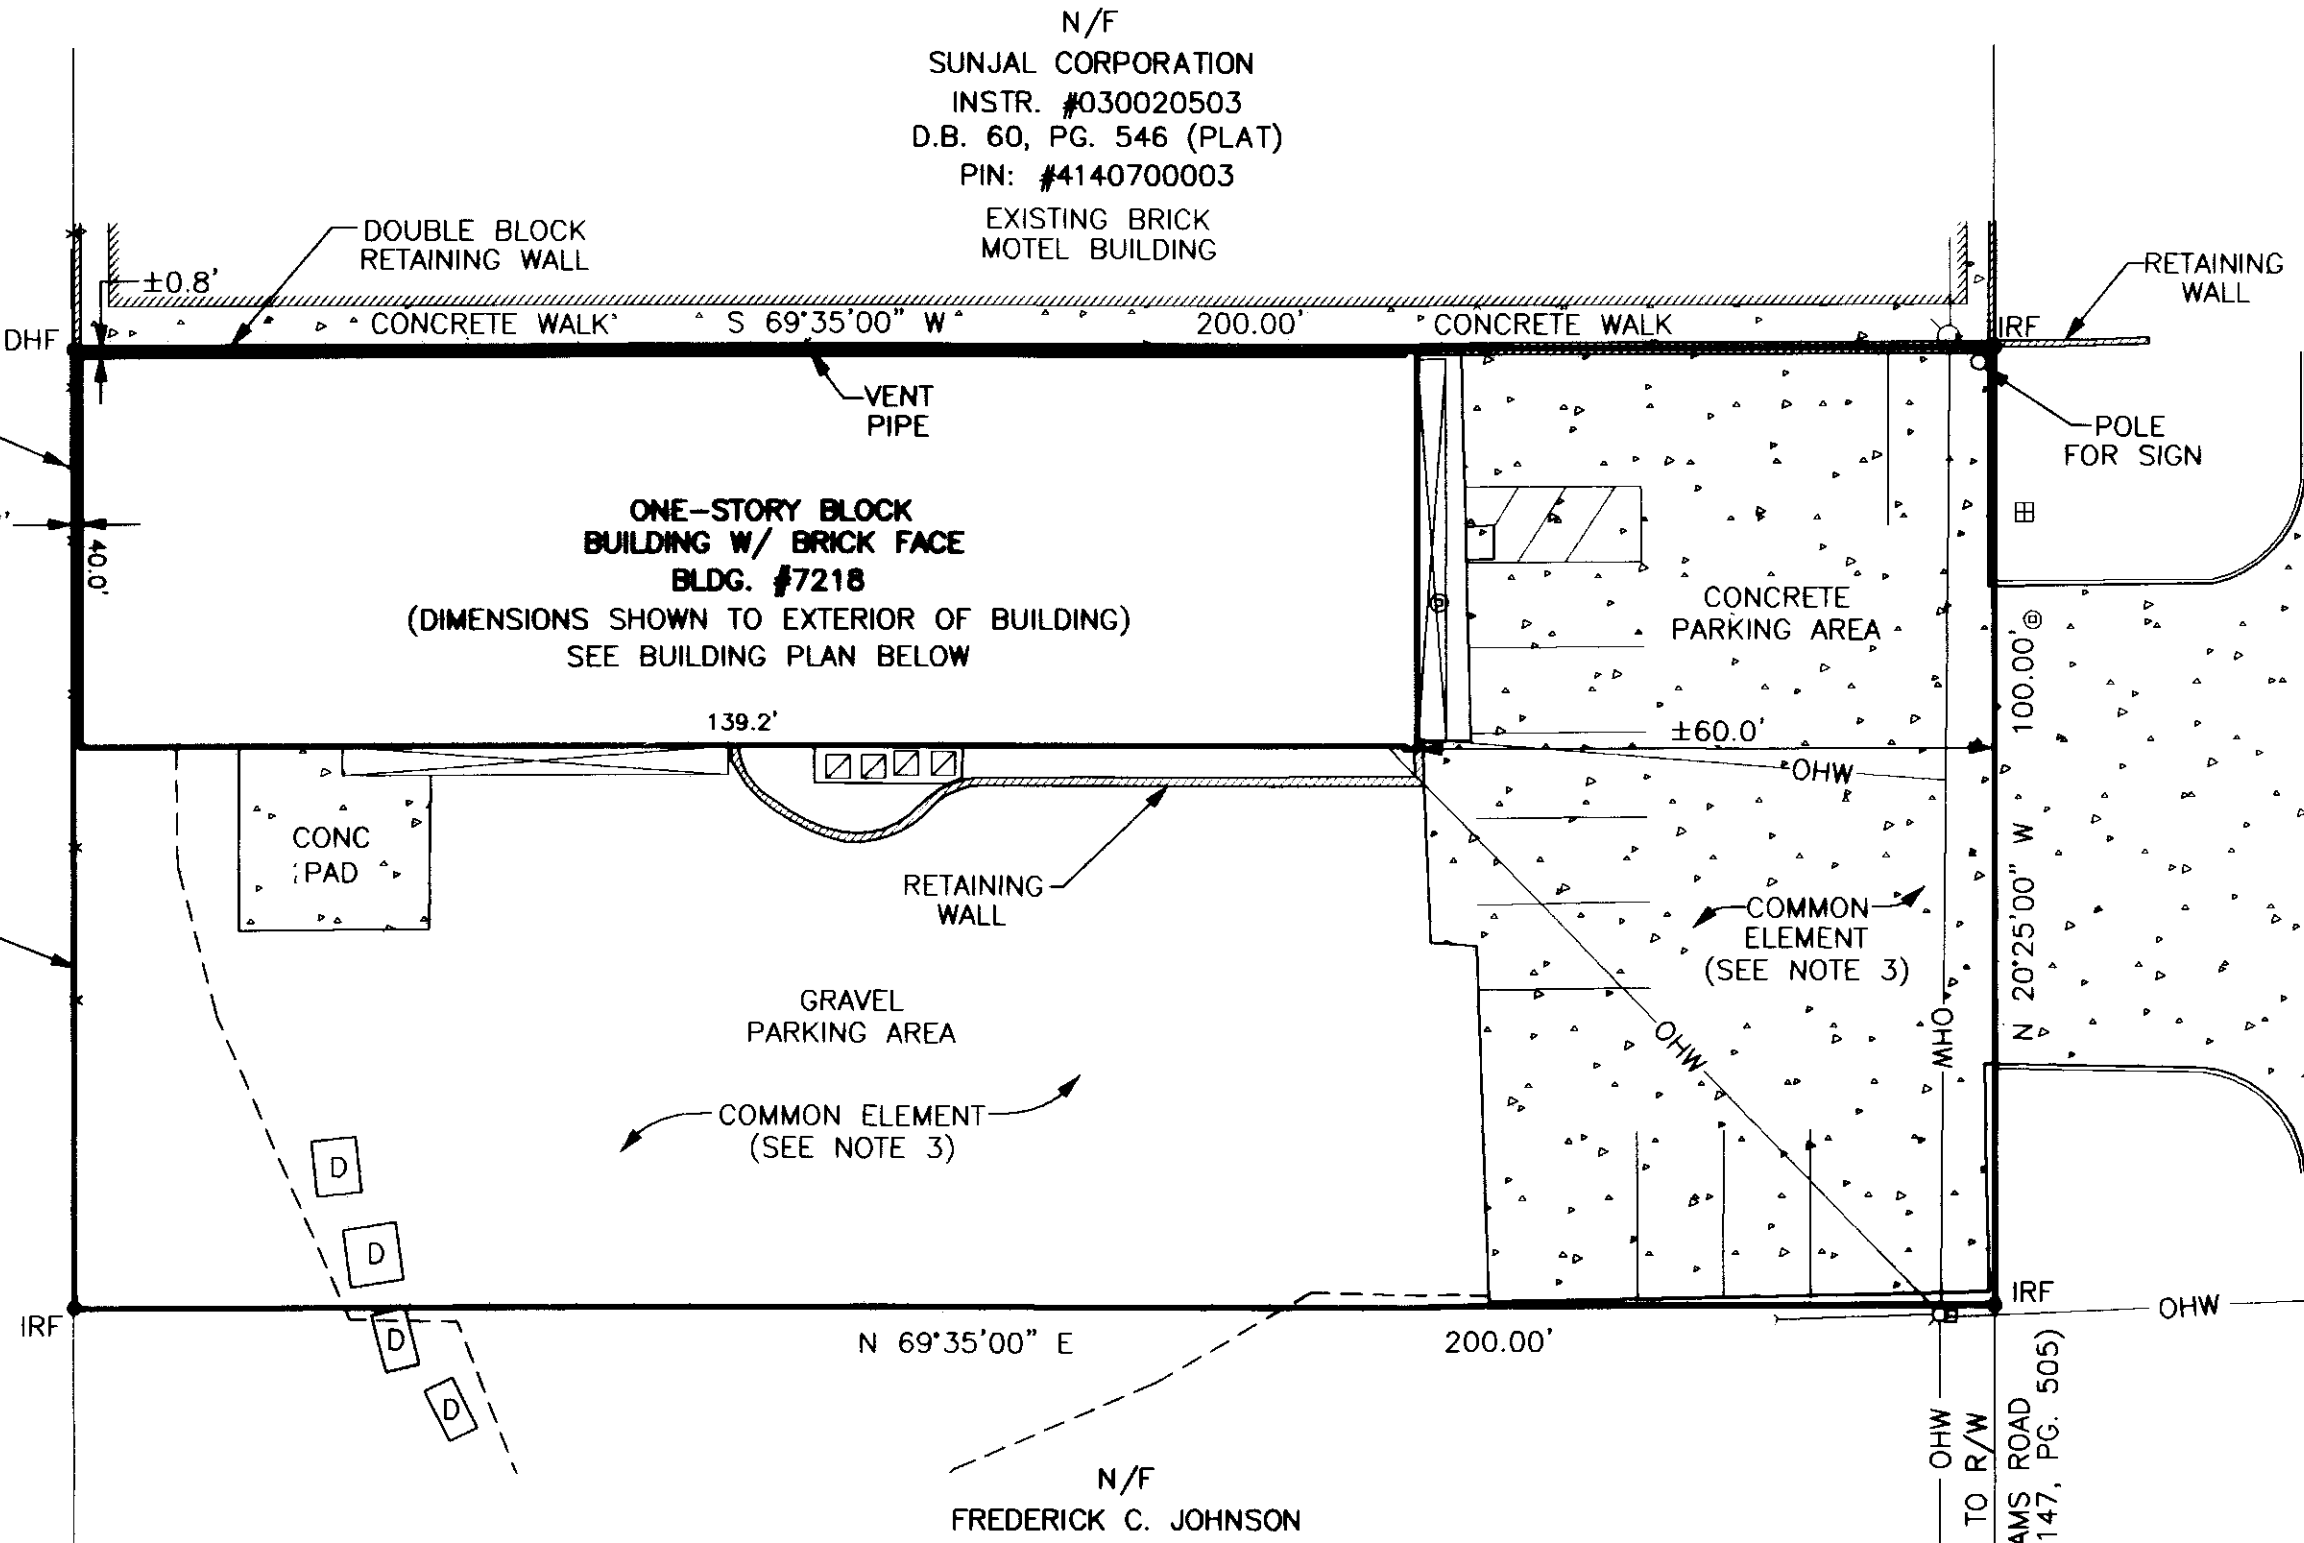 N/F
SUNJAL CORPORATION
INSTR. #030020503
D.B. 60, PG. 546 (PLAT)
PIN: #4140700003
EXISTING BRICK
MOTEL BUILDING
DOUBLE BLOCK
RETAINING WALL
±0.8'
RETAINING
WALL
DHF
CONCRETE WALK
S 69°35'00" W
200.00'
CONCRETE WALK
IRF
VENT
PIPE
POLE
FOR SIGN
ONE-STORY BLOCK
BUILDING W/ BRICK FACE
BLDG. #7218
(DIMENSIONS SHOWN TO EXTERIOR OF BUILDING)
SEE BUILDING PLAN BELOW
40.0'
CONCRETE
PARKING AREA
139.2'
±60.0'
OHW
N 20°25'00" W 100.00'
CONC
PAD
RETAINING
WALL
COMMON
ELEMENT
(SEE NOTE 3)
GRAVEL
PARKING AREA
OHW
OHW
COMMON ELEMENT
(SEE NOTE 3)
D
D
D
D
IRF
N 69°35'00" E
200.00'
IRF
OHW
OHW
TO R/W
AMS ROAD
147, PG. 505)
N/F
FREDERICK C. JOHNSON